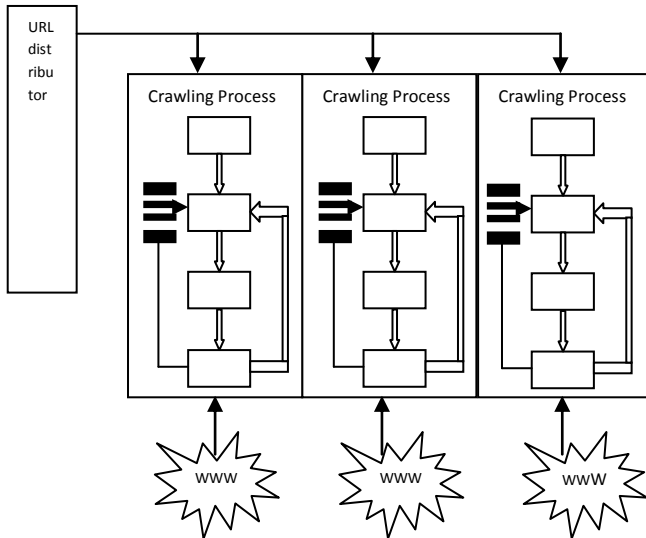 URL
dist
ribu
tor
Crawling Process
Crawling Process
Crawling Process
www
www
wwW